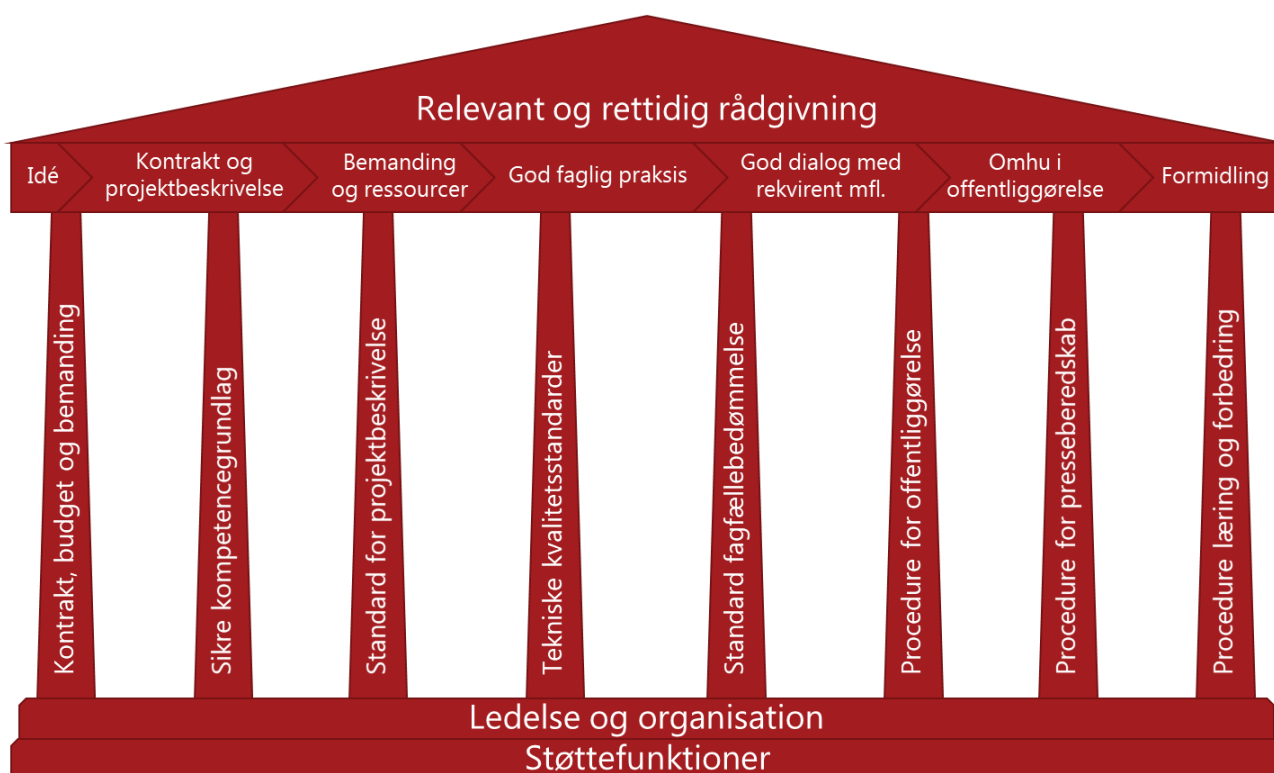 Relevant og rettidig rådgivning
Idé
Kontrakt og
projektbeskrivelse
Bemanding
og ressourcer
God faglig praksis
God dialog med
rekvirent mfl.
Omhu i
offentliggørelse
Formidling
Kontrakt, budget og bemanding
Sikre kompetencegrundlag
Standard for projektbeskrivelse
Tekniske kvalitetsstandarder
Standard fagfællebedømmelse
Procedure for offentliggørelse
Procedure for presseberedskab
Procedure læring og forbedring
Ledelse og organisation
Støttefunktioner